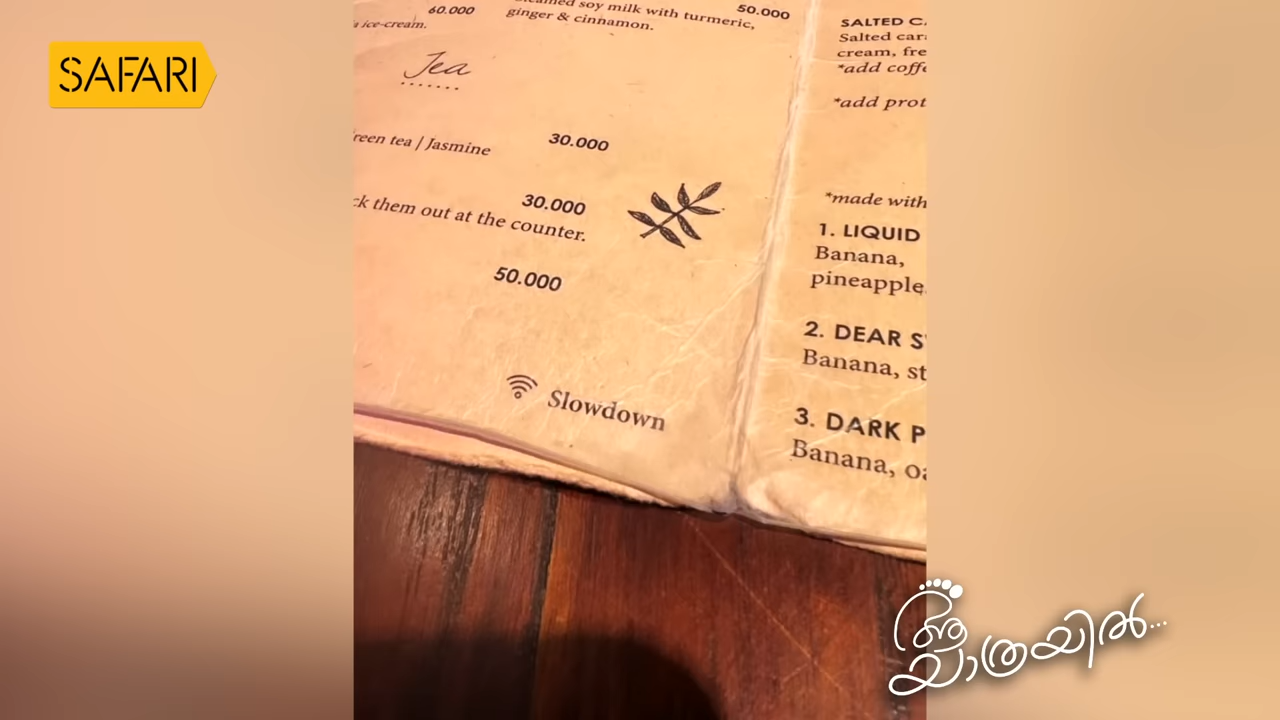 SAFARI
60.000
ice-cream.
Steamed soy milk with turmeric,
50.000
ginger & cinnamon.
Tea
30.000
reen tea / Jasmine
30.000
ck them out at the counter.
50.000
Slowdown
SALTED C
Salted car
cream, fre
*add coffe
*add prot
*made with
1. LIQUID
Banana,
pineapple
2. DEAR S
Banana, st
3. DARK P
Banana, oa
ആ
യാത്രയിൽ...